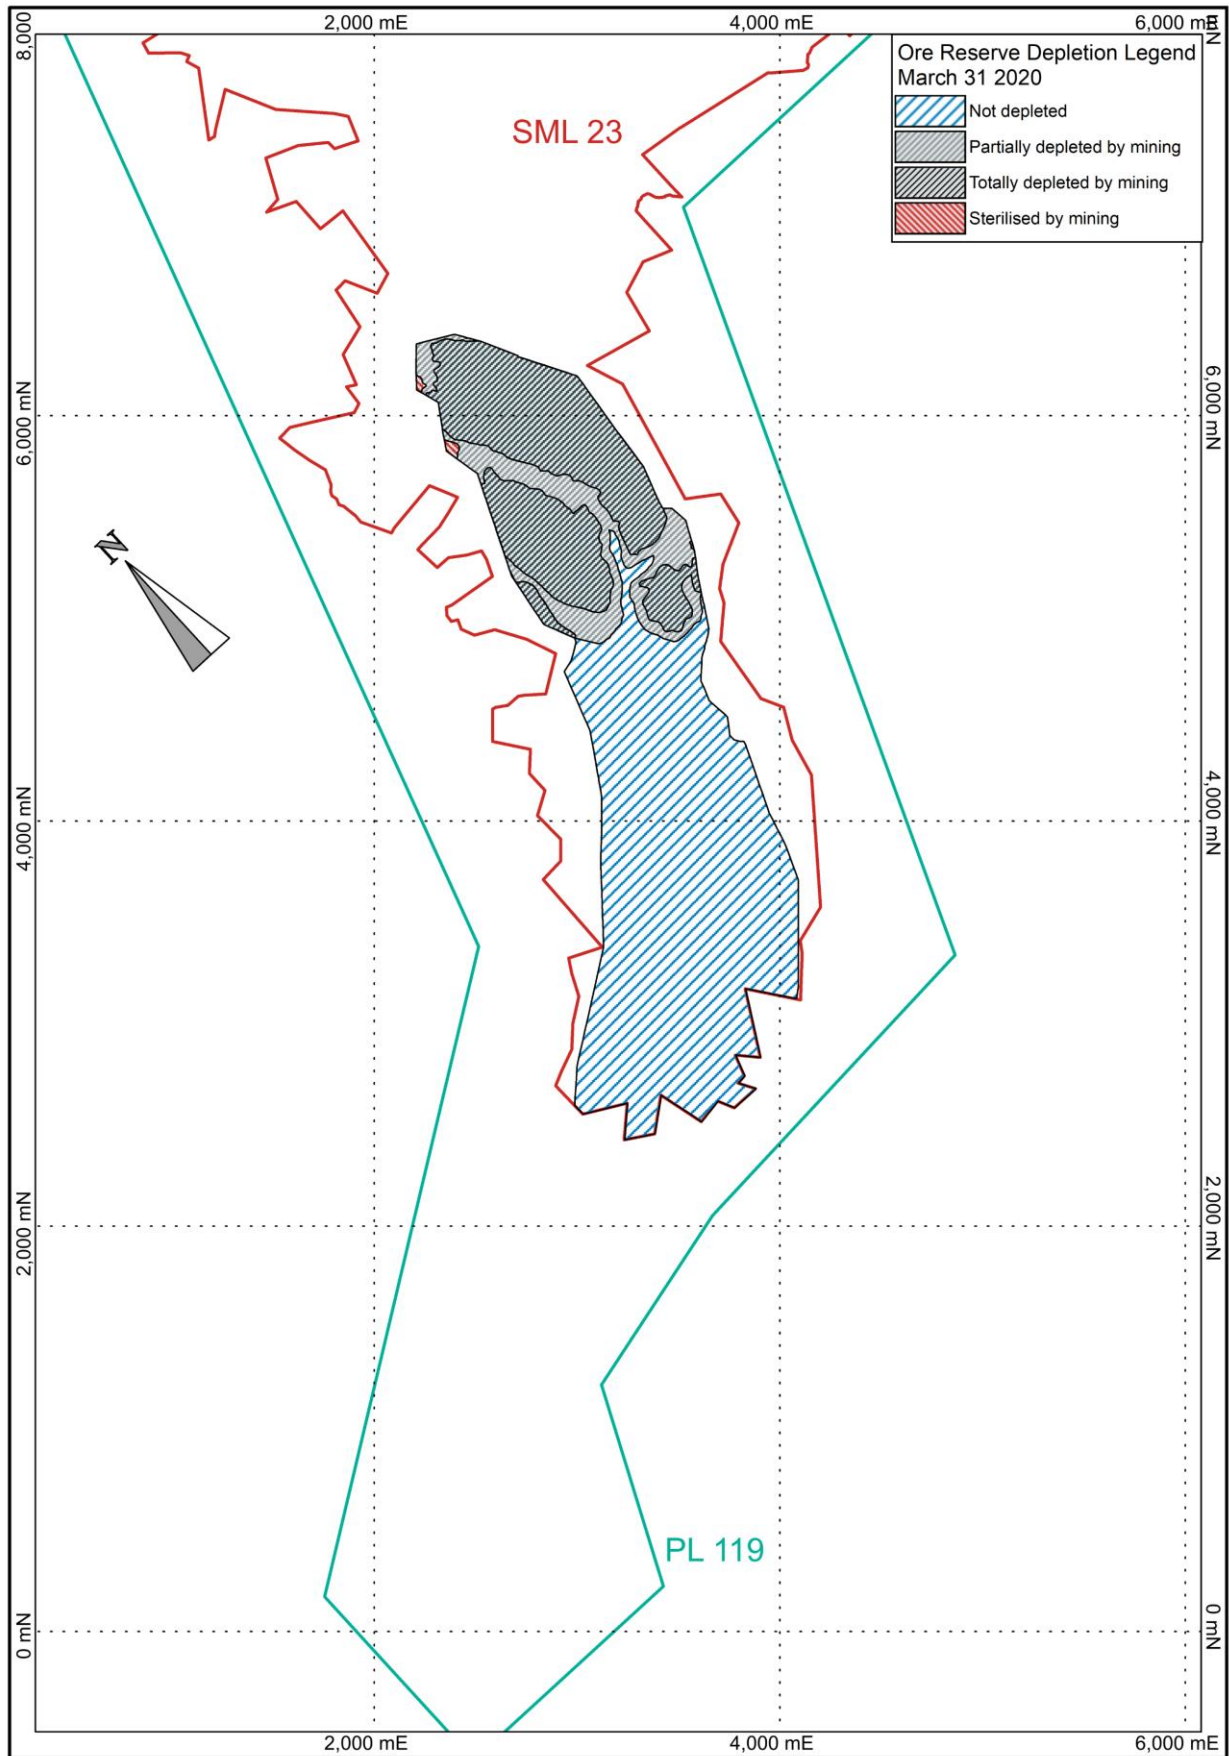 2,000 mE
4,000 mE
6,000 mE
8,000
mN
Ore Reserve Depletion Legend
March 31 2020
Not depleted
Partially depleted by mining
Totally depleted by mining
Sterilised by mining
SML 23
6,000 mN
6,000 mN
N
4,000 mN
4,000 mN
2,000 mN
2,000 mN
PL 119
0 mN
0 mN
2,000 mE
4,000 mE
6,000 mE